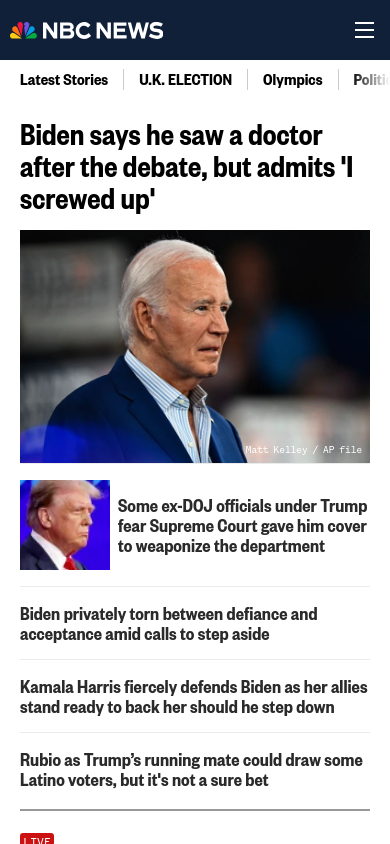 NBC NEWS
Latest Stories
U.K. ELECTION
Olympics
Biden says he saw a doctor
after the debate, but admits 'I
screwed up'
Matt Kelley / AP file
Some ex-DOJ officials under Trump
fear Supreme Court gave him cover
to weaponize the department
Biden privately torn between defiance and
acceptance amid calls to step aside
Kamala Harris fiercely defends Biden as her allies
stand ready to back her should he step down
Rubio as Trump’s running mate could draw some
Latino voters, but it's not a sure bet
LIVE